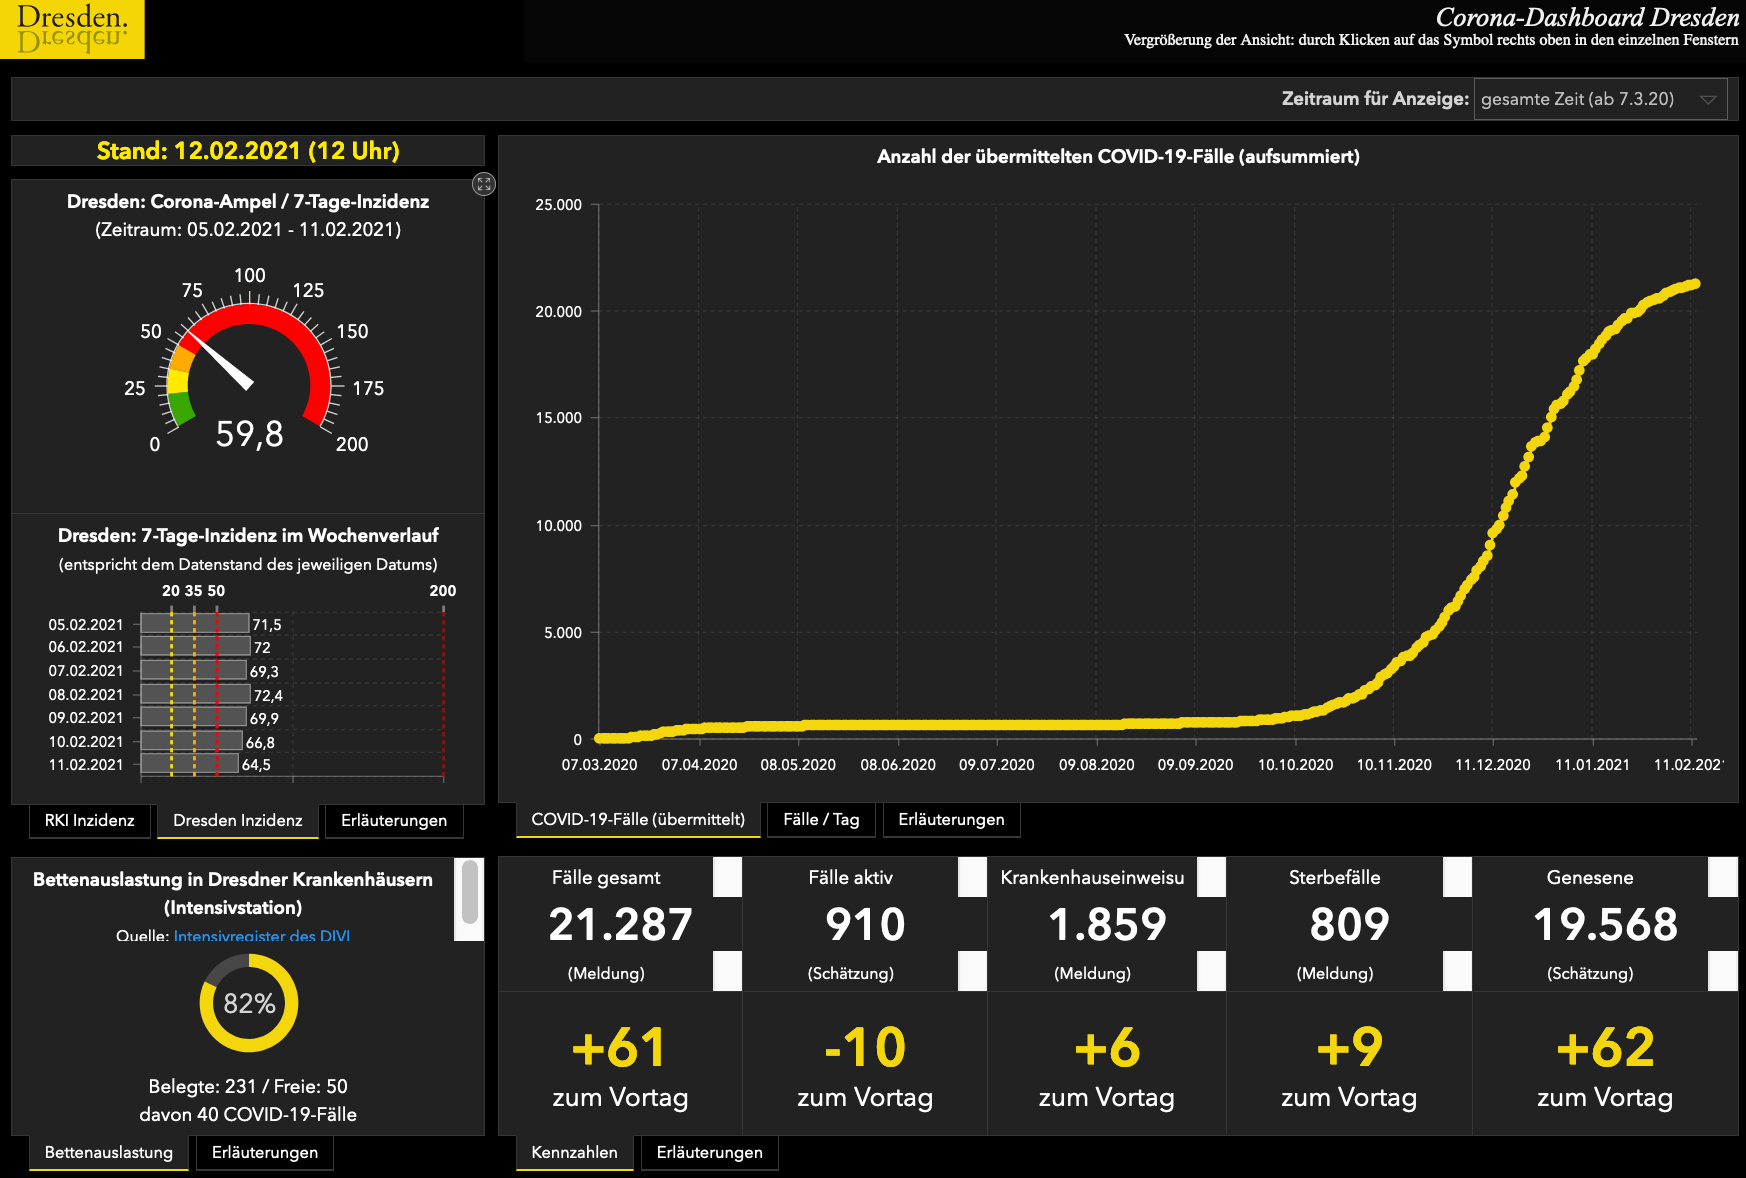 Dresden.
Dresden.
Corona-Dashboard Dresden
Vergrößerung der Ansicht: durch Klicken auf das Symbol rechts oben in den einzelnen Fenstern
Zeitraum für Anzeige: gesamte Zeit (ab 7.3.20)
Stand: 12.02.2021 (12 Uhr)
Dresden: Corona-Ampel / 7-Tage-Inzidenz
(Zeitraum: 05.02.2021 - 11.02.2021)
0 25 50 75 100 125 150 175 200
59,8
Dresden: 7-Tage-Inzidenz im Wochenverlauf
(entspricht dem Datenstand des jeweiligen Datums)
20 35 50 200
05.02.2021 71,5
06.02.2021 72
07.02.2021 69,3
08.02.2021 72,4
09.02.2021 69,9
10.02.2021 66,8
11.02.2021 64,5
RKI Inzidenz Dresden Inzidenz Erläuterungen
Anzahl der übermittelten COVID-19-Fälle (aufsummiert)
25.000
20.000
15.000
10.000
5.000
0
07.03.2020 07.04.2020 08.05.2020 08.06.2020 09.07.2020 09.08.2020 09.09.2020 10.10.2020 10.11.2020 11.12.2020 11.01.2021 11.02.202
COVID-19-Fälle (übermittelt) Fälle / Tag Erläuterungen
Bettenauslastung in Dresdner Krankenhäusern
(Intensivstation)
Quelle: Intensivregister des DIVI
82%
Belegte: 231 / Freie: 50
davon 40 COVID-19-Fälle
Bettenauslastung Erläuterungen
Fälle gesamt
21.287
(Meldung)
+61
zum Vortag
Fälle aktiv
910
(Schätzung)
-10
zum Vortag
Krankenhauseinweisu
1.859
(Meldung)
+6
zum Vortag
Sterbefälle
809
(Meldung)
+9
zum Vortag
Genesene
19.568
(Schätzung)
+62
zum Vortag
Kennzahlen Erläuterungen